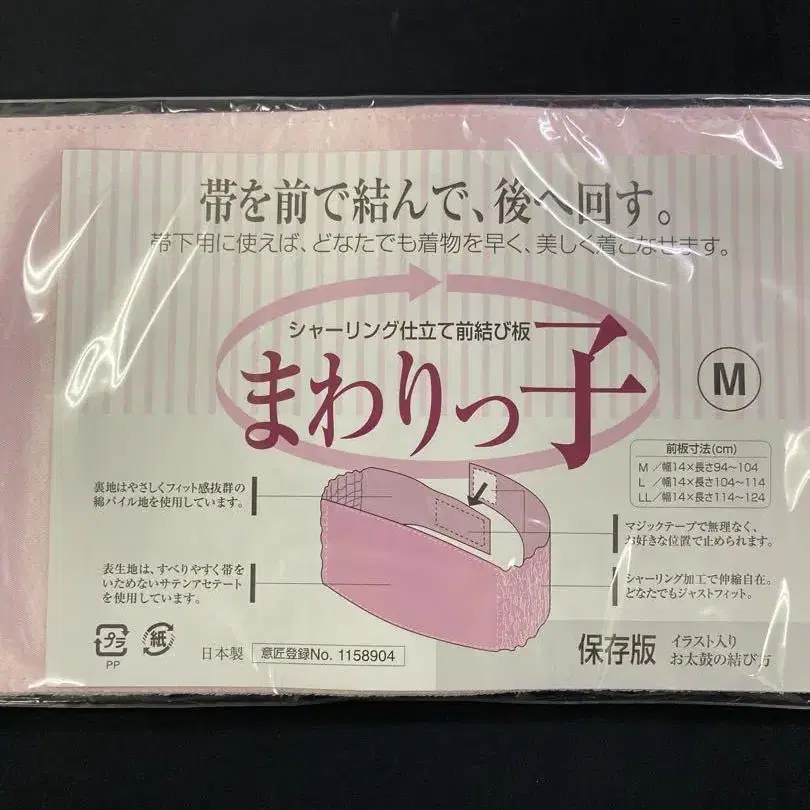 帯を前で結んで、後へ回す。
帯下用に使えば、どなたでも着物を早く、美しく着こなせます。
シャーリング仕立て前結び板
まわりっ子
M
前板寸法(cm)
M／幅14×長さ94〜104
L／幅14×長さ104〜114
LL／幅14×長さ114〜124
裏地はやさしくフィット感抜群の
綿パイル地を使用しています。
マジックテープで無理なく、
お好きな位置で止められます。
表生地は、すべりやすく帯を
いためないサテンアセテート
を使用しています。
シャーリング加工で伸縮自在。
どなたでもジャストフィット。
プラ
PP
紙
日本製
意匠登録No. 1158904
保存版
イラスト入り
お太鼓の結び方